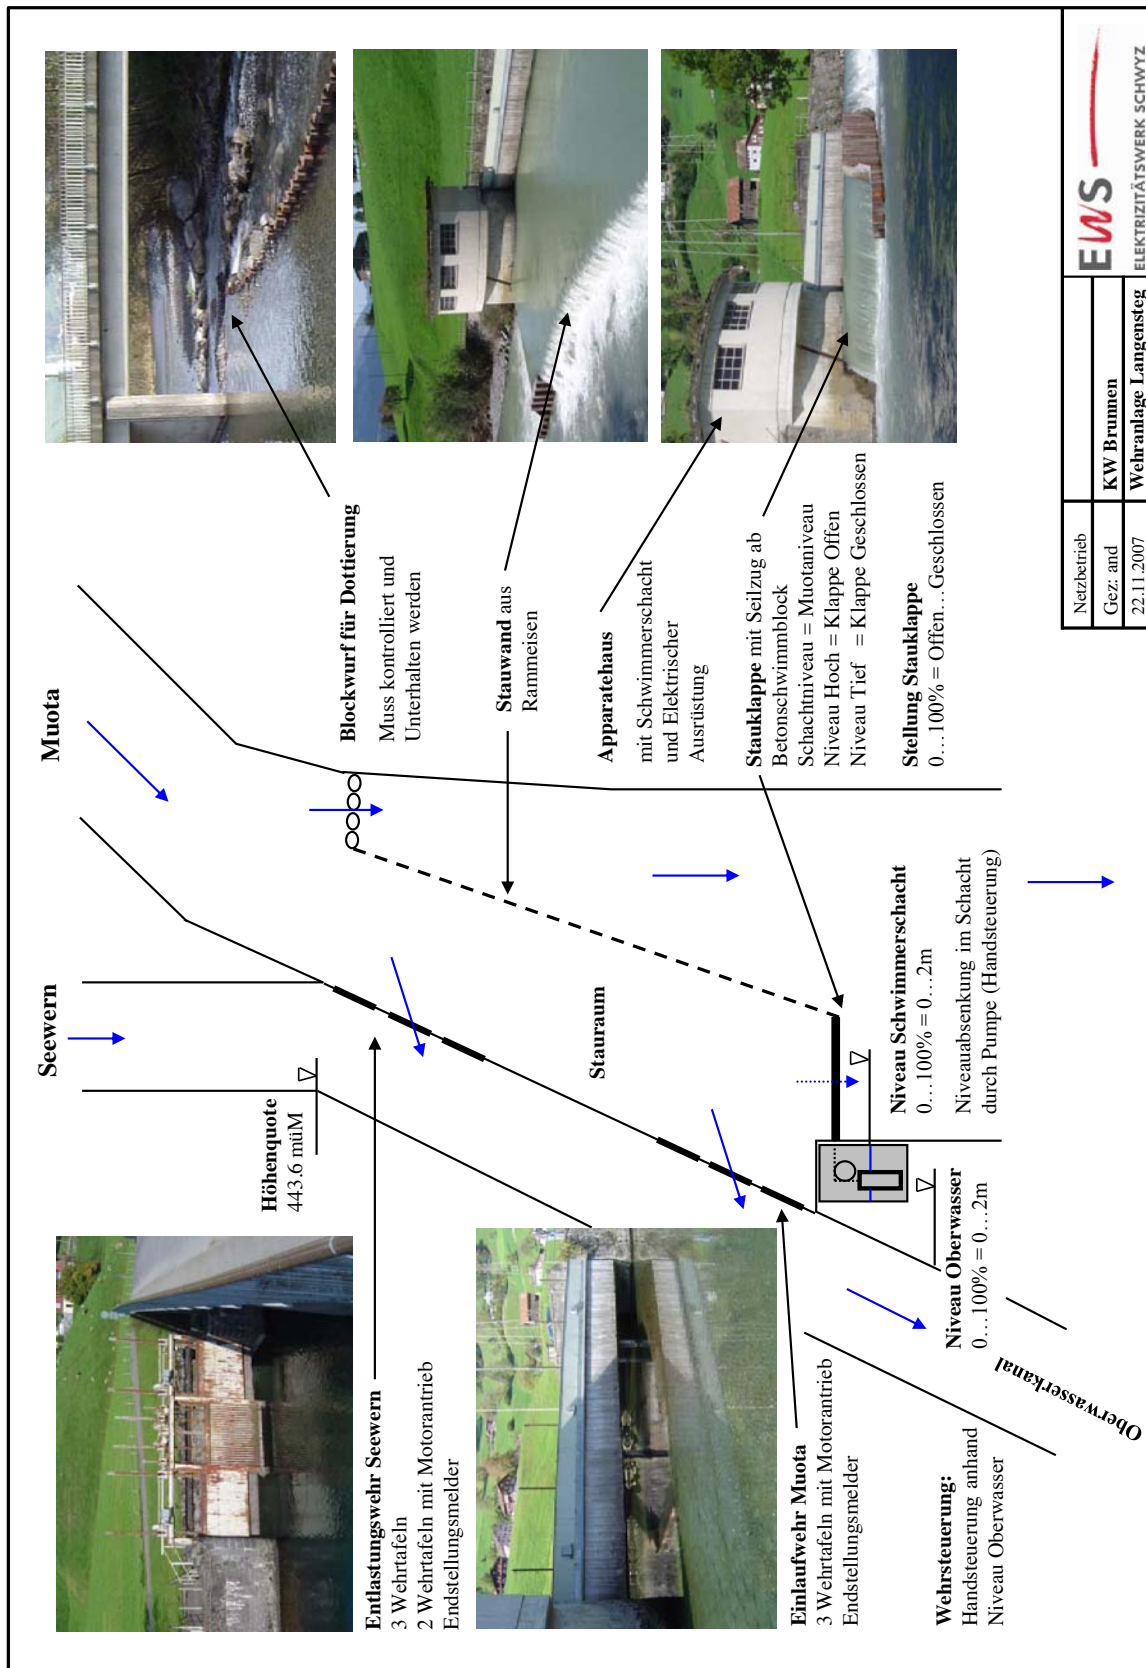 Seewern
Muota
Höhenquote
443.6 müM
Entlastungswehr Seewern
3 Wehrtafeln
2 Wehrtafeln mit Motorantrieb
Endstellungsmelder
Blockwurf für Dottierung
Muss kontrolliert und
Unterhalten werden
Stauwand aus
Rammeisen
Stauraum
Apparatehaus
mit Schwimmerschacht
und Elektrischer
Ausrüstung
Stauklappe mit Seilzug ab
Betonschwimmblock
Schachtniveau = Muotaniveau
Niveau Hoch = Klappe Offen
Niveau Tief = Klappe Geschlossen
Stellung Stauklappe
0…100% = Offen…Geschlossen
Einlaufwehr Muota
3 Wehrtafeln mit Motorantrieb
Endstellungsmelder
Niveau Schwimmerschacht
0…100% = 0…2m
Niveauabsenkung im Schacht
durch Pumpe (Handsteuerung)
Niveau Oberwasser
0…100% = 0…2m
Oberwasserkanal
Wehrsteuerung:
Handsteuerung anhand
Niveau Oberwasser
Netzbetrieb
Gez: and
KW Brunnen
22.11.2007
Wehranlage Langensteg
EWS
ELEKTRIZITÄTSWERK SCHWYZ